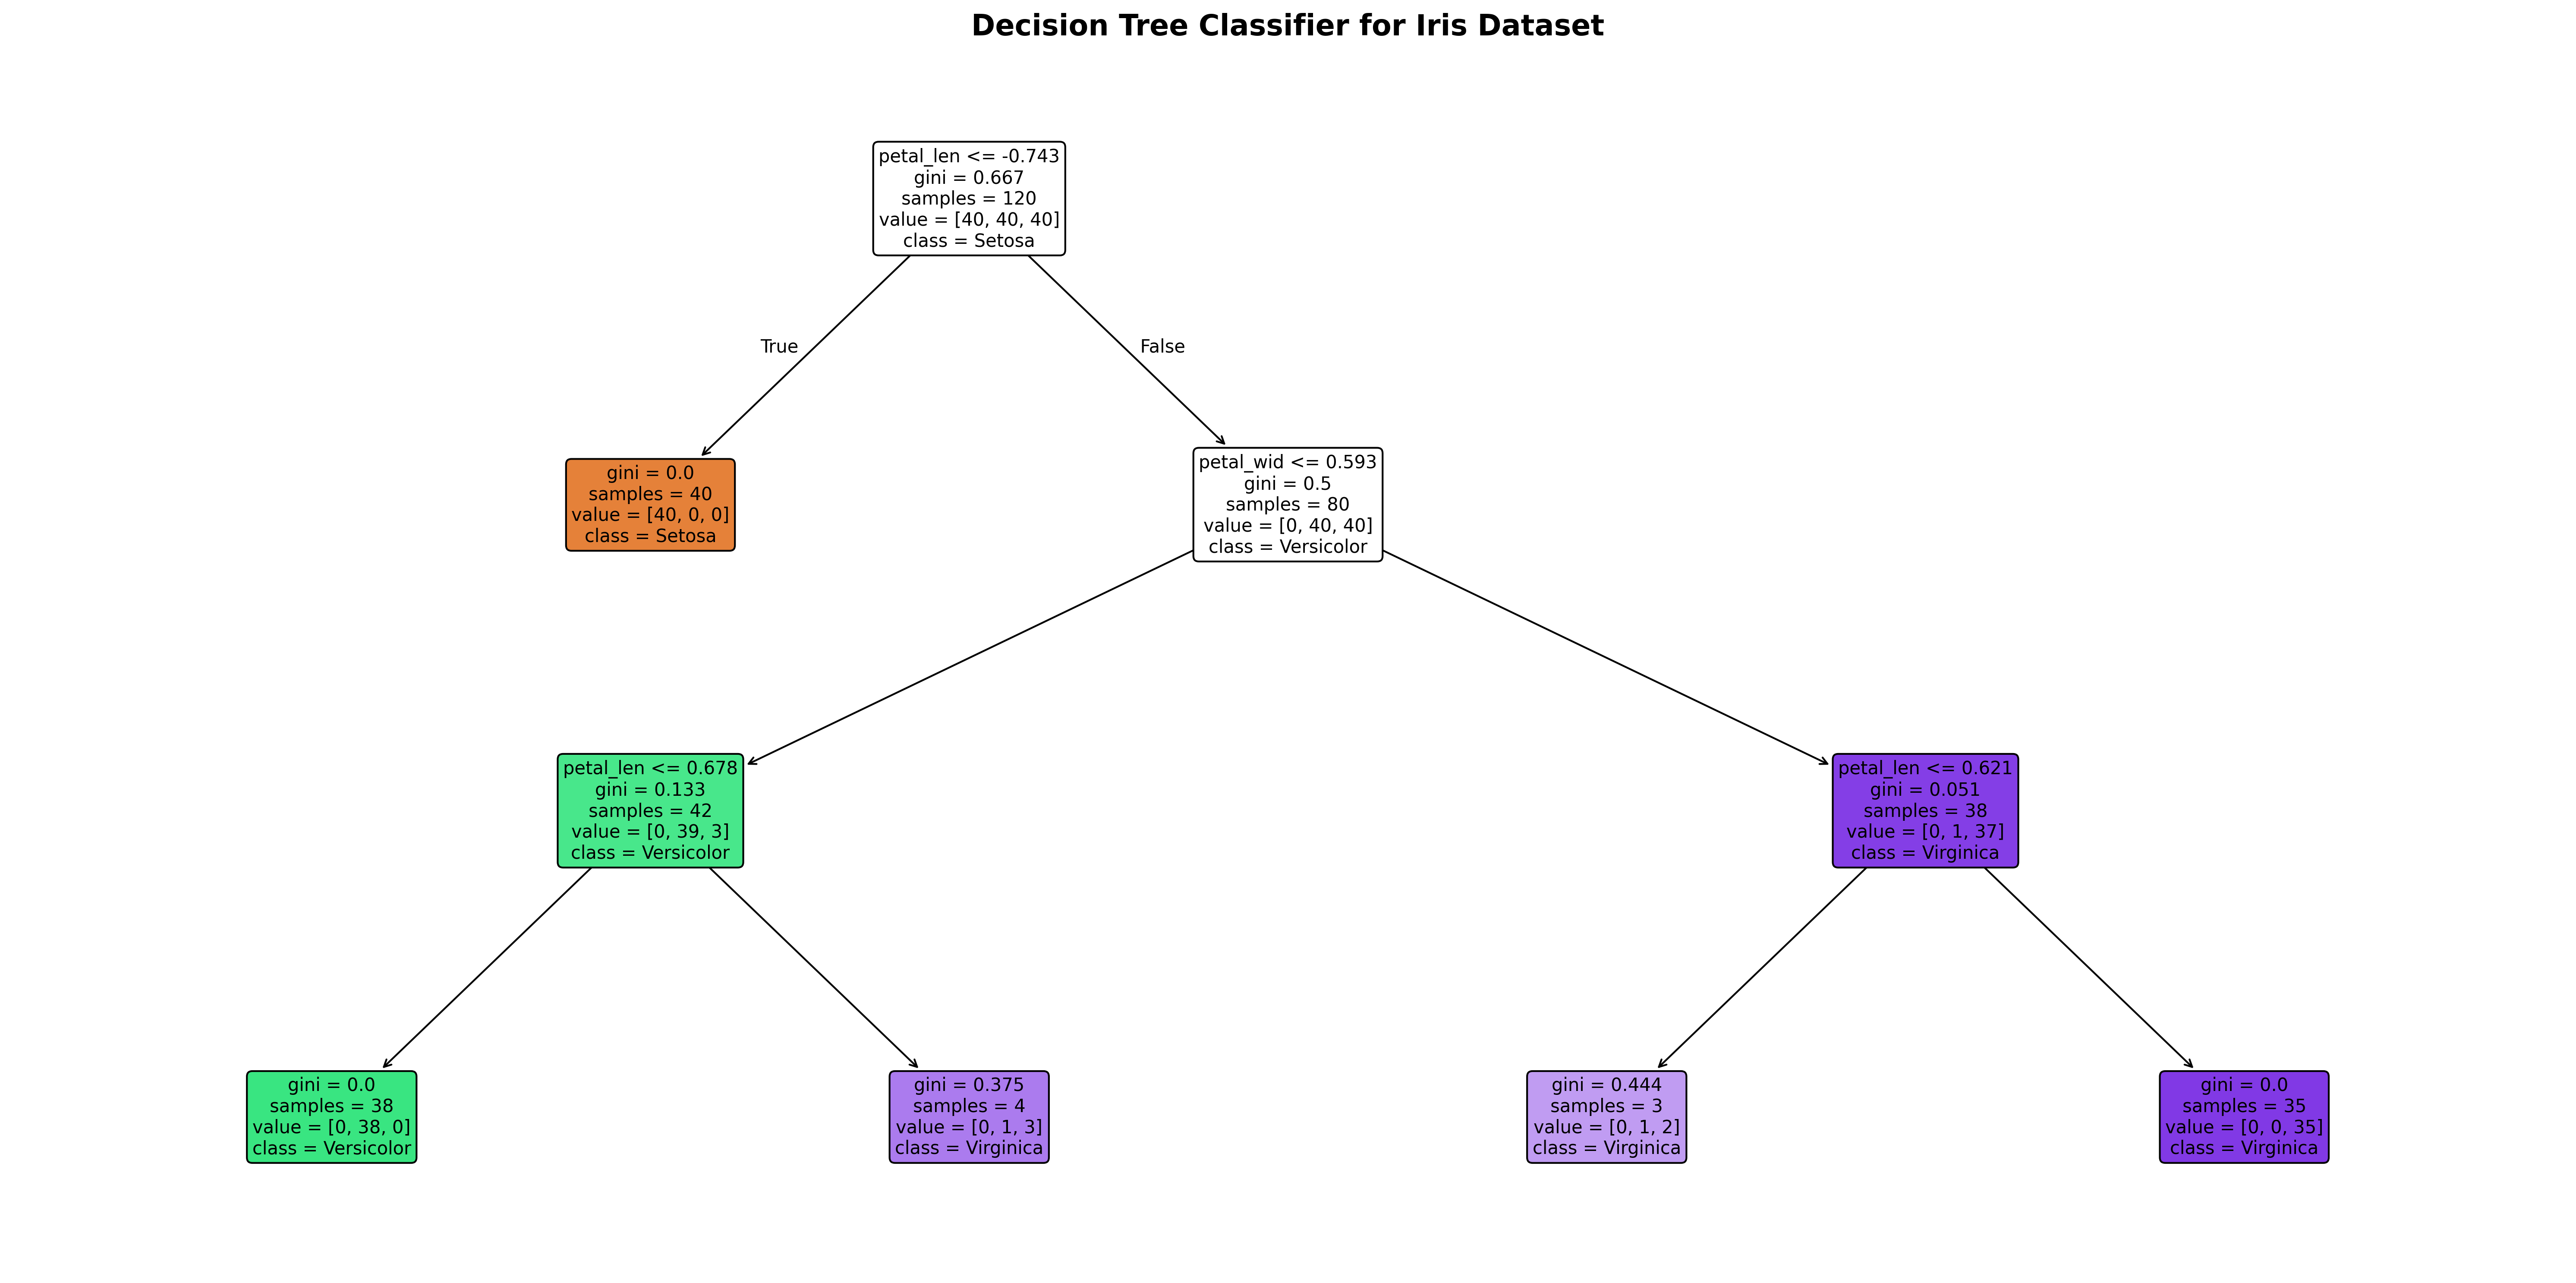 Decision Tree Classifier for Iris Dataset
petal_len <= -0.743
gini = 0.667
samples = 120
value = [40, 40, 40]
class = Setosa
True
False
gini = 0.0
samples = 40
value = [40, 0, 0]
class = Setosa
petal_wid <= 0.593
gini = 0.5
samples = 80
value = [0, 40, 40]
class = Versicolor
petal_len <= 0.678
gini = 0.133
samples = 42
value = [0, 39, 3]
class = Versicolor
petal_len <= 0.621
gini = 0.051
samples = 38
value = [0, 1, 37]
class = Virginica
gini = 0.0
samples = 38
value = [0, 38, 0]
class = Versicolor
gini = 0.375
samples = 4
value = [0, 1, 3]
class = Virginica
gini = 0.444
samples = 3
value = [0, 1, 2]
class = Virginica
gini = 0.0
samples = 35
value = [0, 0, 35]
class = Virginica